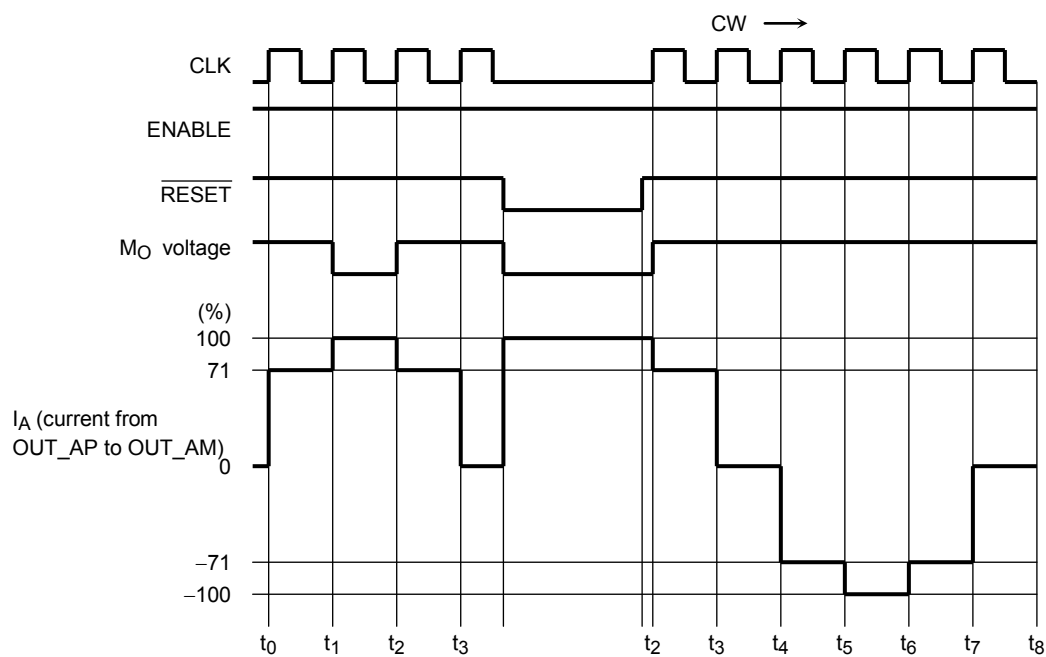 CW →
CLK
ENABLE
RESET
MO voltage
(%)
100
71
IA (current from
OUT_AP to OUT_AM)
0
−71
−100
t0 t1 t2 t3 t2 t3 t4 t5 t6 t7 t8